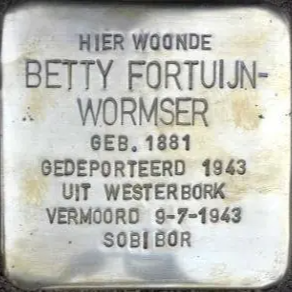 HIER WOONDE
BETTY FORTUIJN-
WORMSER
GEB. 1881
GEDEPORTEERD 1943
UIT WESTERBORK
VERMOORD 9-7-1943
SOBIBOR